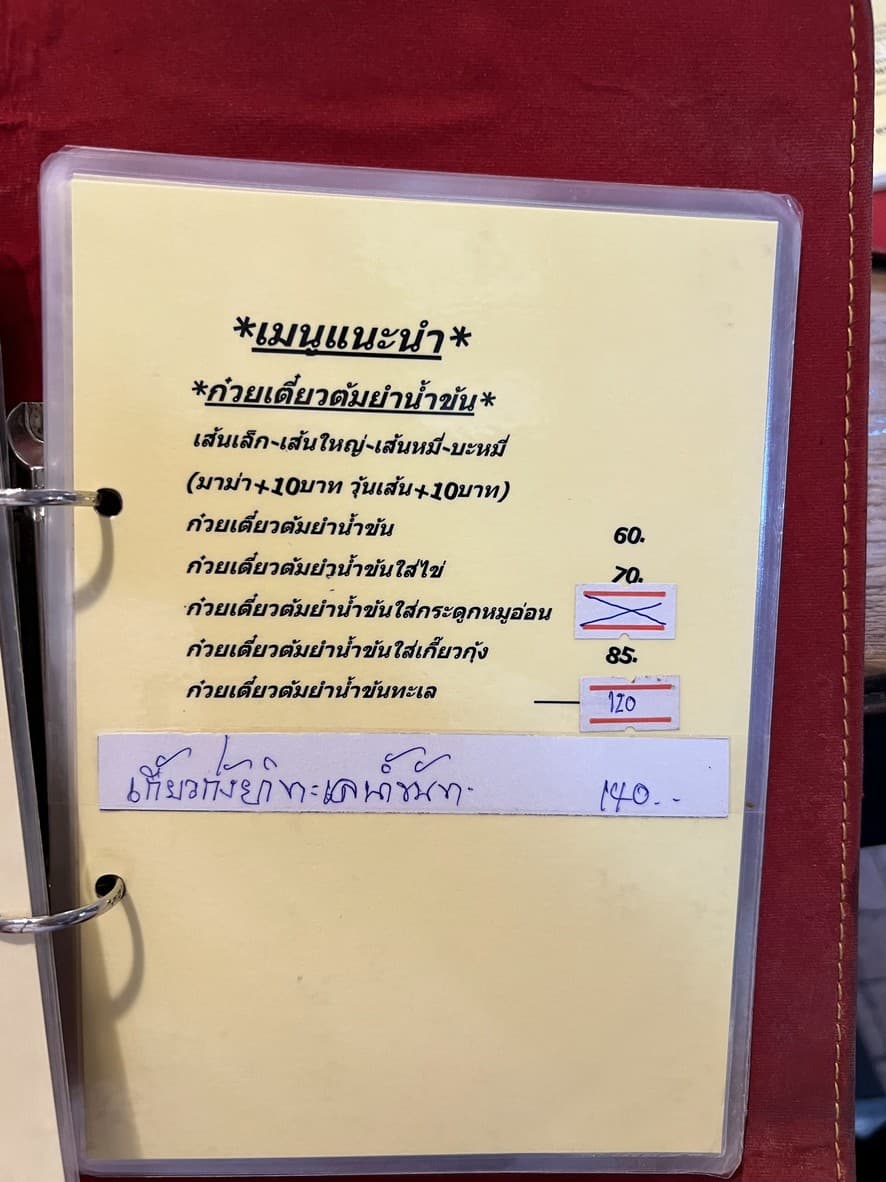 *เมนูแนะนำ*
*ก๋วยเตี๋ยวต้มยำน้ำข้น*
เส้นเล็ก-เส้นใหญ่-เส้นหมี่-บะหมี่
(มาม่า+10บาท วุ้นเส้น+10บาท)
ก๋วยเตี๋ยวต้มยำน้ำข้น 60.
ก๋วยเตี๋ยวต้มยำน้ำข้นใส่ไข่ 70.
ก๋วยเตี๋ยวต้มยำน้ำข้นใส่กระดูกหมูอ่อน
ก๋วยเตี๋ยวต้มยำน้ำข้นใส่เกี๊ยวกุ้ง 85.
ก๋วยเตี๋ยวต้มยำน้ำข้นทะเล 120
140..